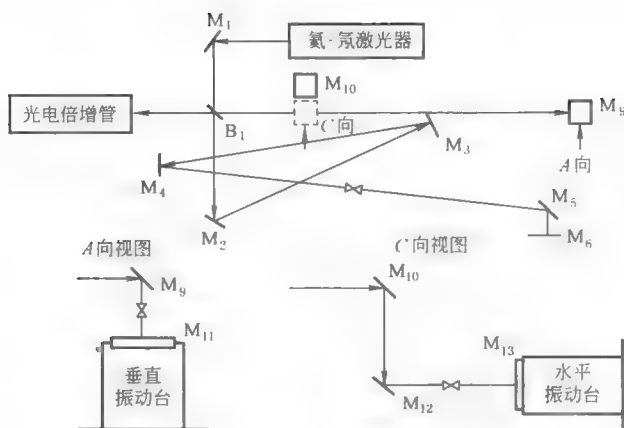 M1
氦-氖激光器
M10
光电倍增管
B1
C向
M3
M9
A向
M4
M5
M2
M6
A向视图
C向视图
M9
M10
M11
M13
垂直
振动台
水平
振动台
M12